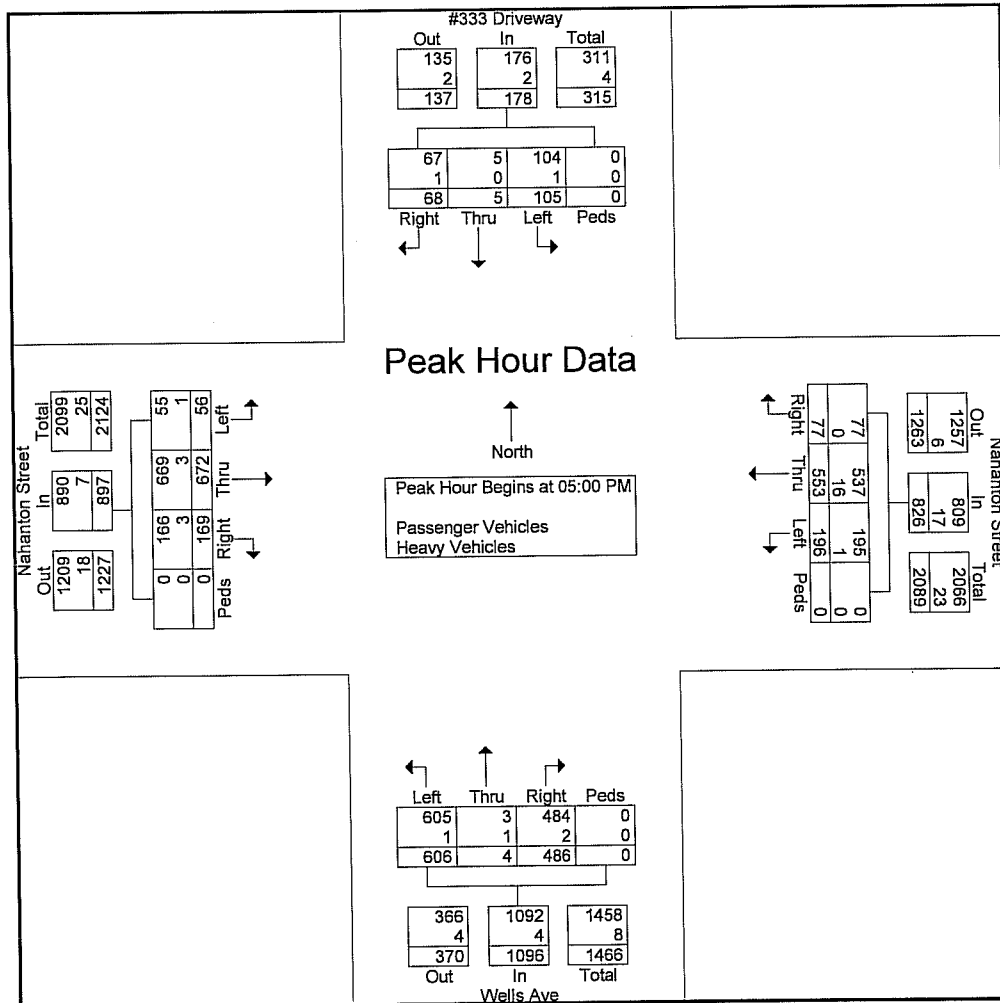 #333 Driveway
Out In Total
135 176 311
2 2 4
137 178 315
67 5 104 0
1 0 1 0
68 5 105 0
Right Thru Left Peds
Peak Hour Data
North
Peak Hour Begins at 05:00 PM
Passenger Vehicles
Heavy Vehicles
Nahanton Street
Out In Total
1209 890 2099
18 7 25
1227 897 2124
55 669 166 0
1 3 3 0
56 672 169 0
Left Thru Right Peds
Nahanton Street
Out In Total
1257 809 2066
6 17 23
1263 826 2089
77 537 195 0
0 16 1 0
77 553 196 0
Right Thru Left Peds
Left Thru Right Peds
605 3 484 0
1 1 2 0
606 4 486 0
366 1092 1458
4 4 8
370 1096 1466
Out In Total
Wells Ave